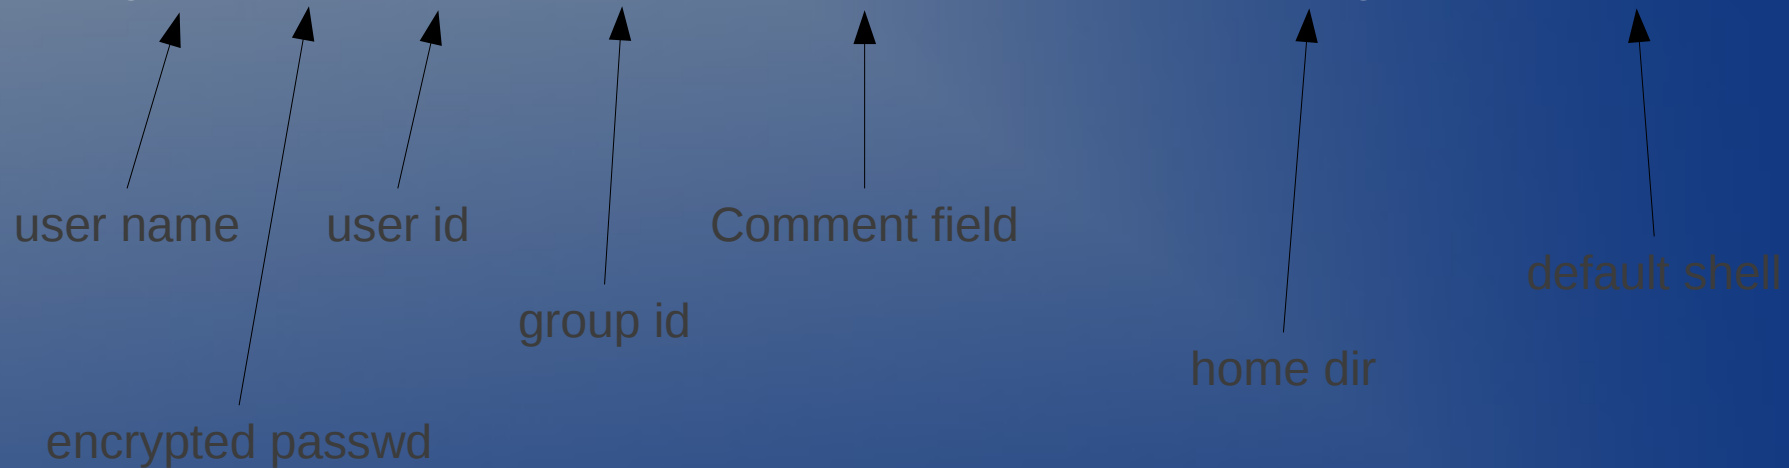 user name
user id
Comment field
default shell
group id
home dir
encrypted passwd